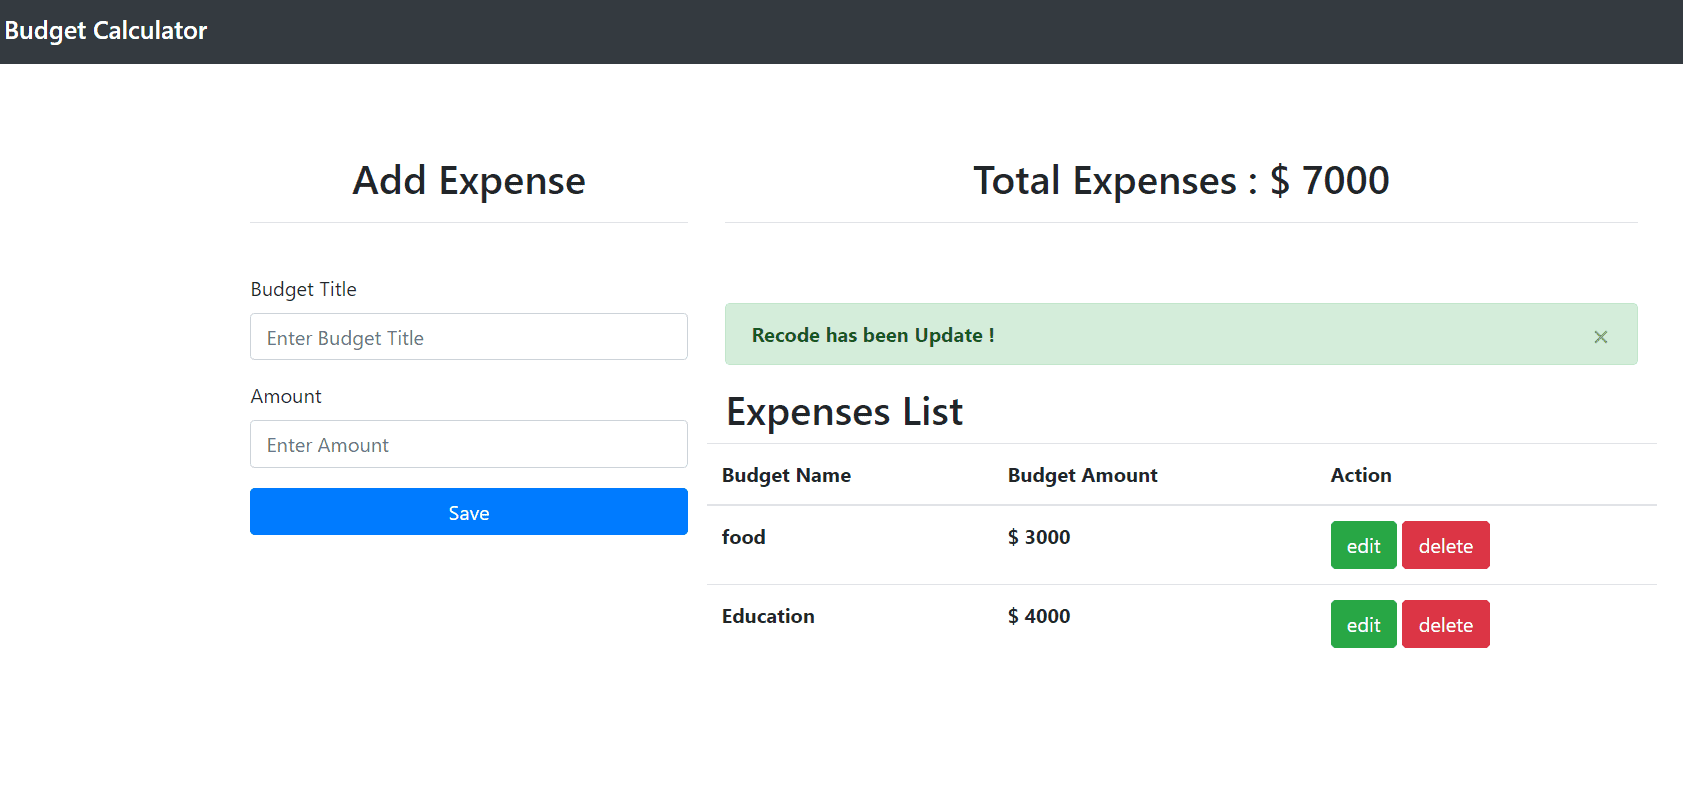 Budget Calculator
Add Expense
Budget Title
Enter Budget Title
Amount
Enter Amount
Save
Total Expenses : $ 7000
Recode has been Update ! ×
Expenses List
Budget Name Budget Amount Action
food $ 3000 edit delete
Education $ 4000 edit delete